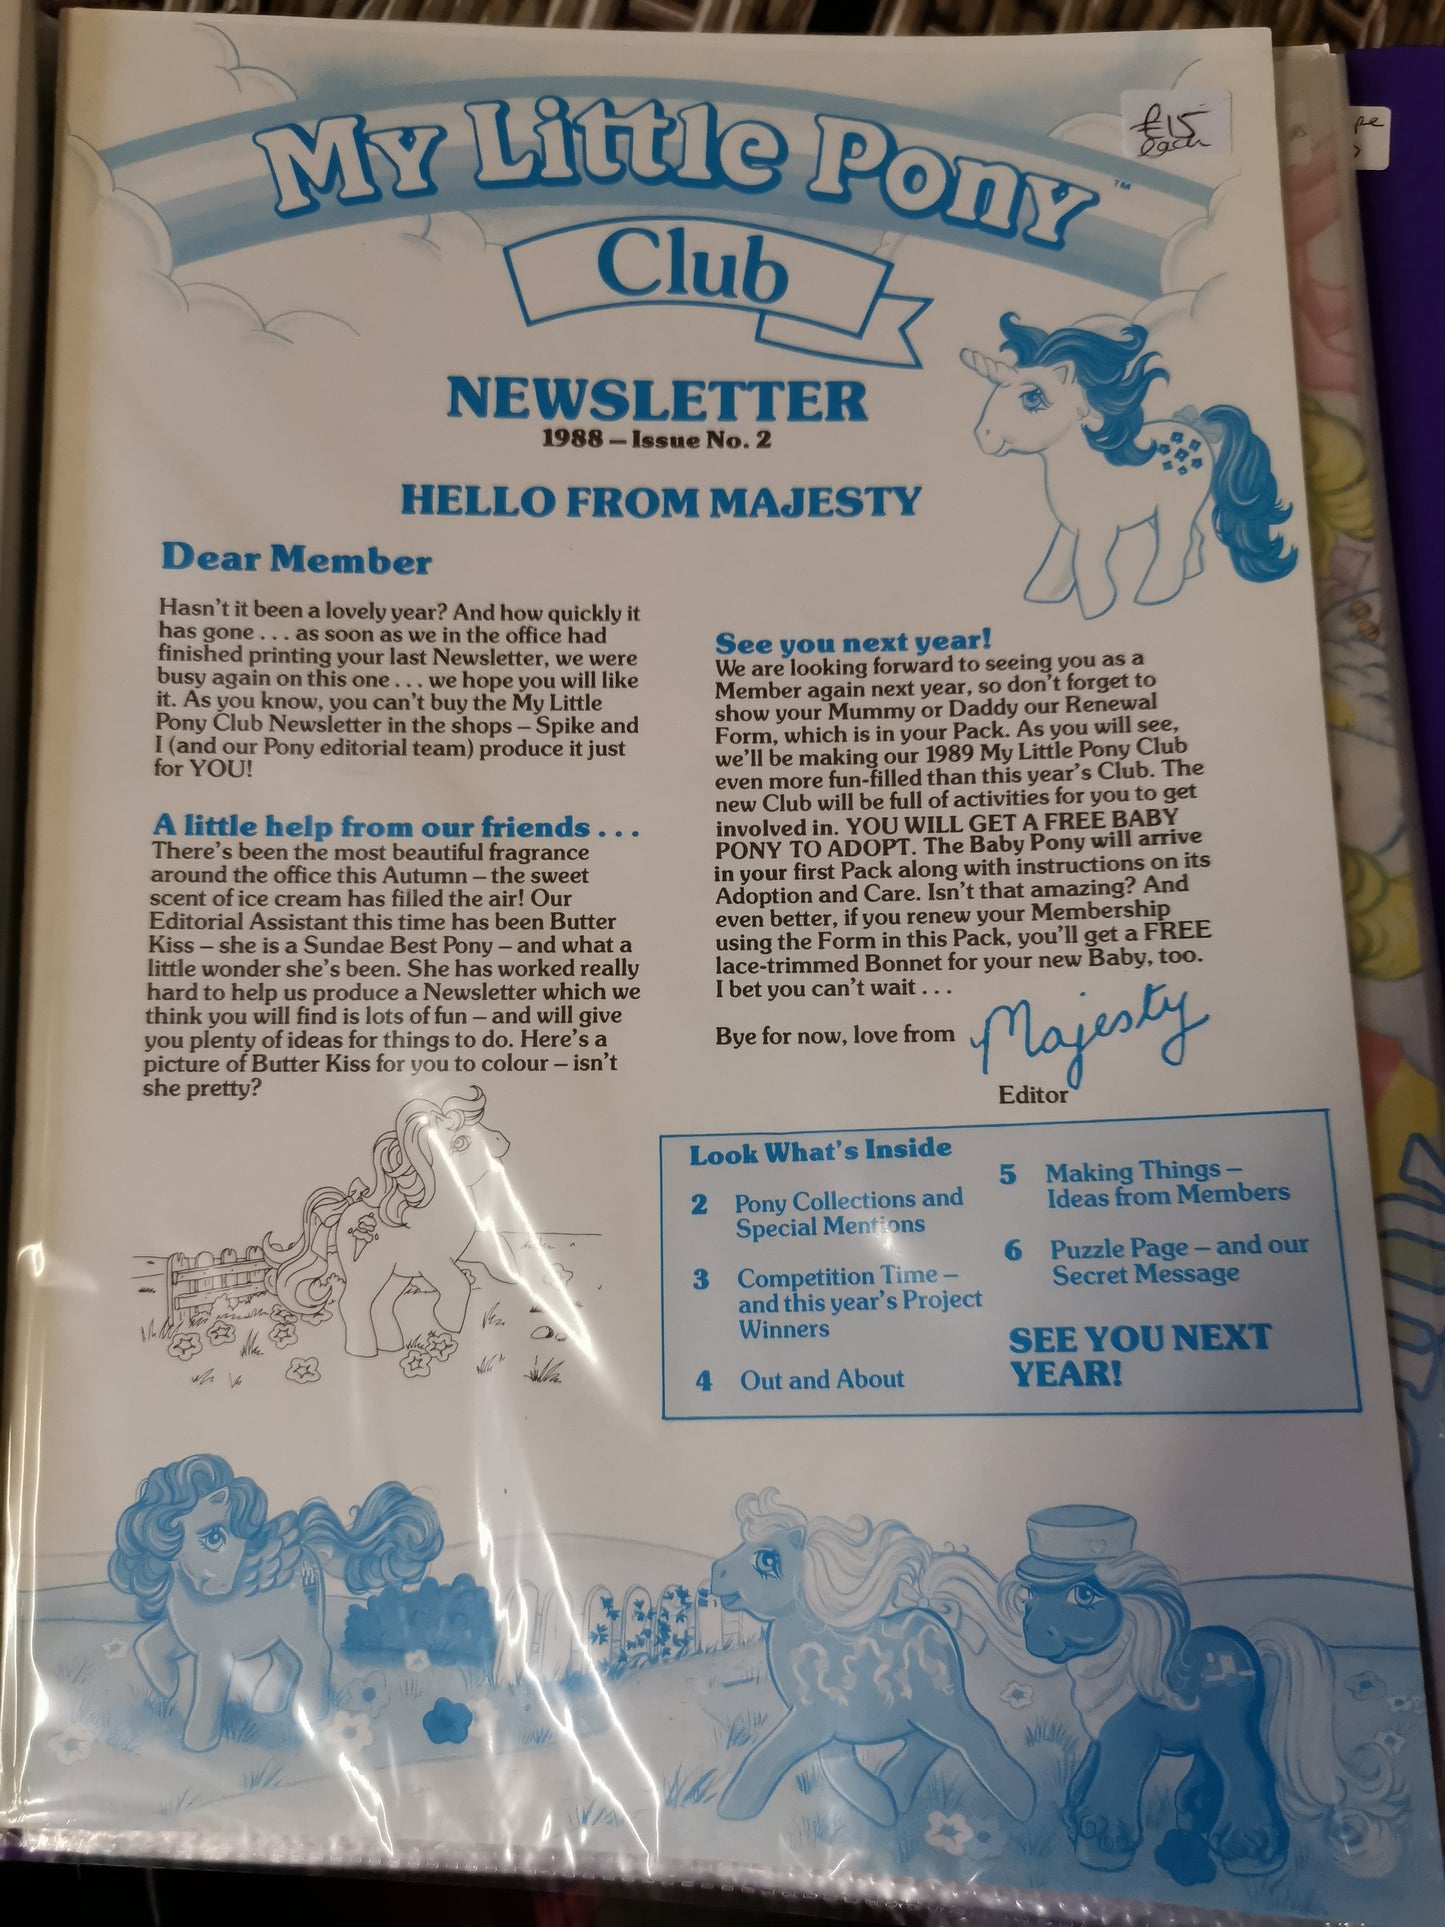 My Little Pony™
Club
£15
each
NEWSLETTER
1988 – Issue No. 2
HELLO FROM MAJESTY
Dear Member
Hasn't it been a lovely year? And how quickly it
has gone . . . as soon as we in the office had
finished printing your last Newsletter, we were
busy again on this one . . . we hope you will like
it. As you know, you can't buy the My Little
Pony Club Newsletter in the shops – Spike and
I (and our Pony editorial team) produce it just
for YOU!
A little help from our friends . . .
There's been the most beautiful fragrance
around the office this Autumn – the sweet
scent of ice cream has filled the air! Our
Editorial Assistant this time has been Butter
Kiss – she is a Sundae Best Pony – and what a
little wonder she's been. She has worked really
hard to help us produce a Newsletter which we
think you will find is lots of fun – and will give
you plenty of ideas for things to do. Here's a
picture of Butter Kiss for you to colour – isn't
she pretty?
See you next year!
We are looking forward to seeing you as a
Member again next year, so don't forget to
show your Mummy or Daddy our Renewal
Form, which is in your Pack. As you will see,
we'll be making our 1989 My Little Pony Club
even more fun-filled than this year's Club. The
new Club will be full of activities for you to get
involved in. YOU WILL GET A FREE BABY
PONY TO ADOPT. The Baby Pony will arrive
in your first Pack along with instructions on its
Adoption and Care. Isn't that amazing? And
even better, if you renew your Membership
using the Form in this Pack, you'll get a FREE
lace-trimmed Bonnet for your new Baby, too.
I bet you can't wait . . .
Bye for now, love from Majesty
Editor
Look What's Inside
2 Pony Collections and
Special Mentions
3 Competition Time –
and this year's Project
Winners
4 Out and About
5 Making Things –
Ideas from Members
6 Puzzle Page – and our
Secret Message
SEE YOU NEXT
YEAR!